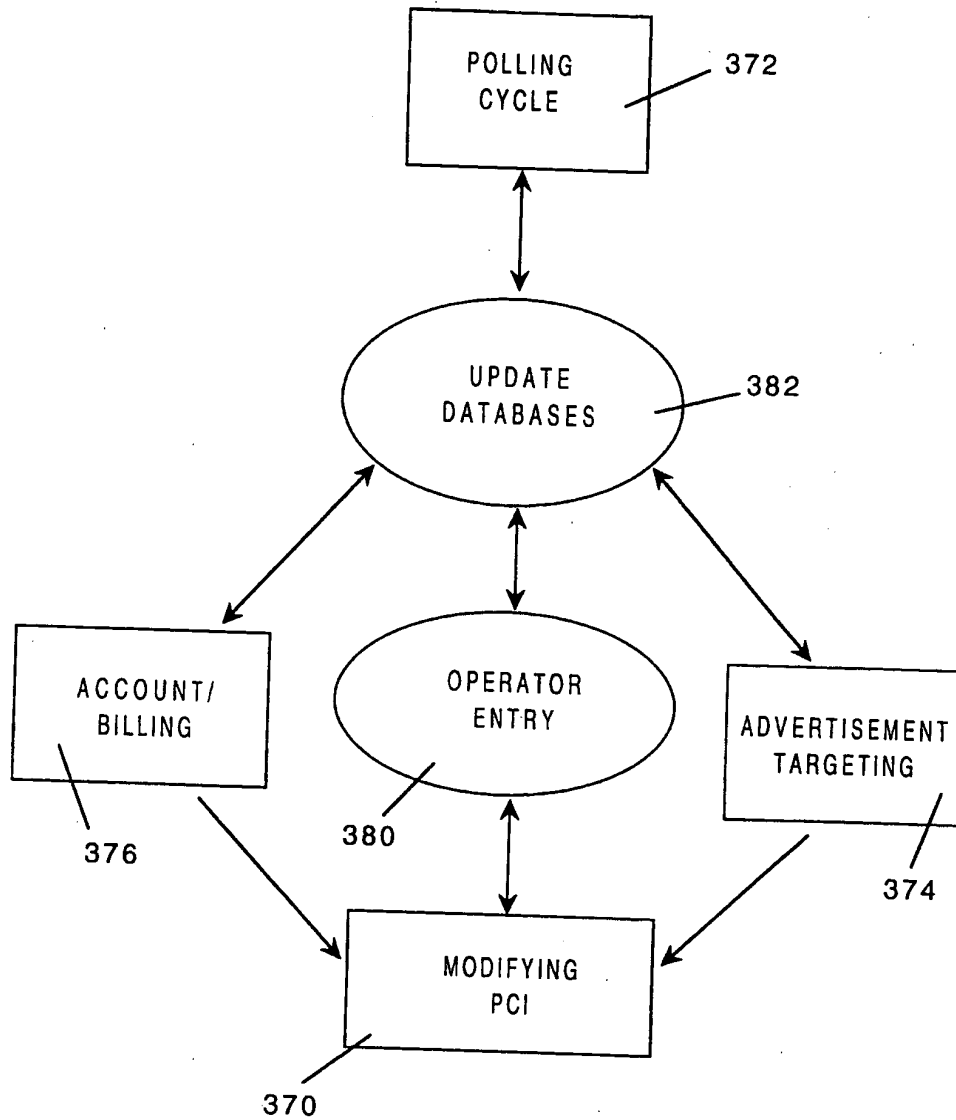 POLLING
CYCLE
372
UPDATE
DATABASES
382
ACCOUNT/
BILLING
376
OPERATOR
ENTRY
380
ADVERTISEMENT
TARGETING
374
MODIFYING
PCI
370